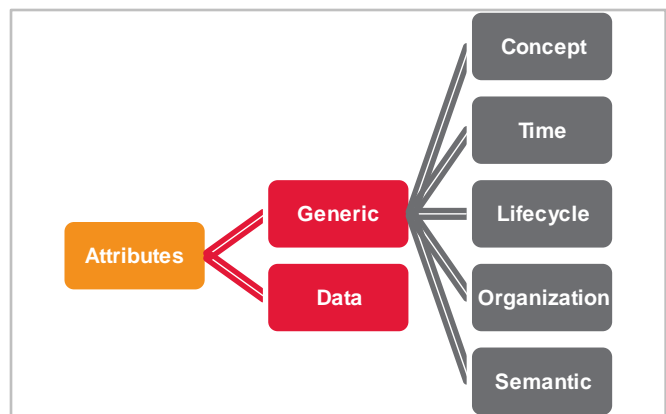 Concept
Time
Generic
Lifecycle
Attributes
Data
Organization
Semantic